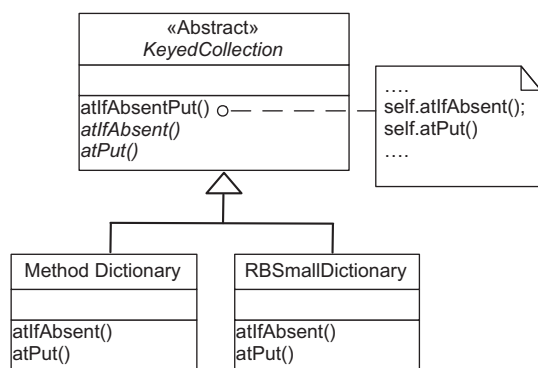 «Abstract»
KeyedCollection
atIfAbsentPut()
atIfAbsent()
atPut()
....
self.atIfAbsent();
self.atPut()
....
Method Dictionary
atIfAbsent()
atPut()
RBSmallDictionary
atIfAbsent()
atPut()